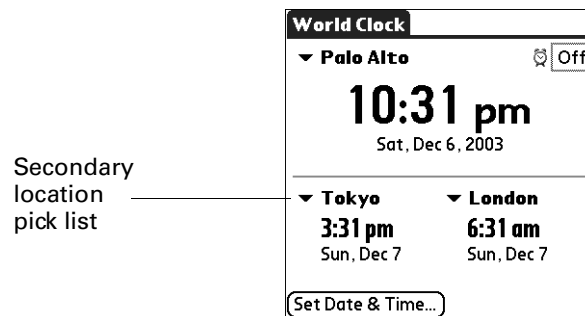 World Clock
Palo Alto
Off
10:31 pm
Sat, Dec 6, 2003
Secondary
location
pick list
Tokyo London
3:31 pm 6:31 am
Sun, Dec 7 Sun, Dec 7
Set Date & Time...